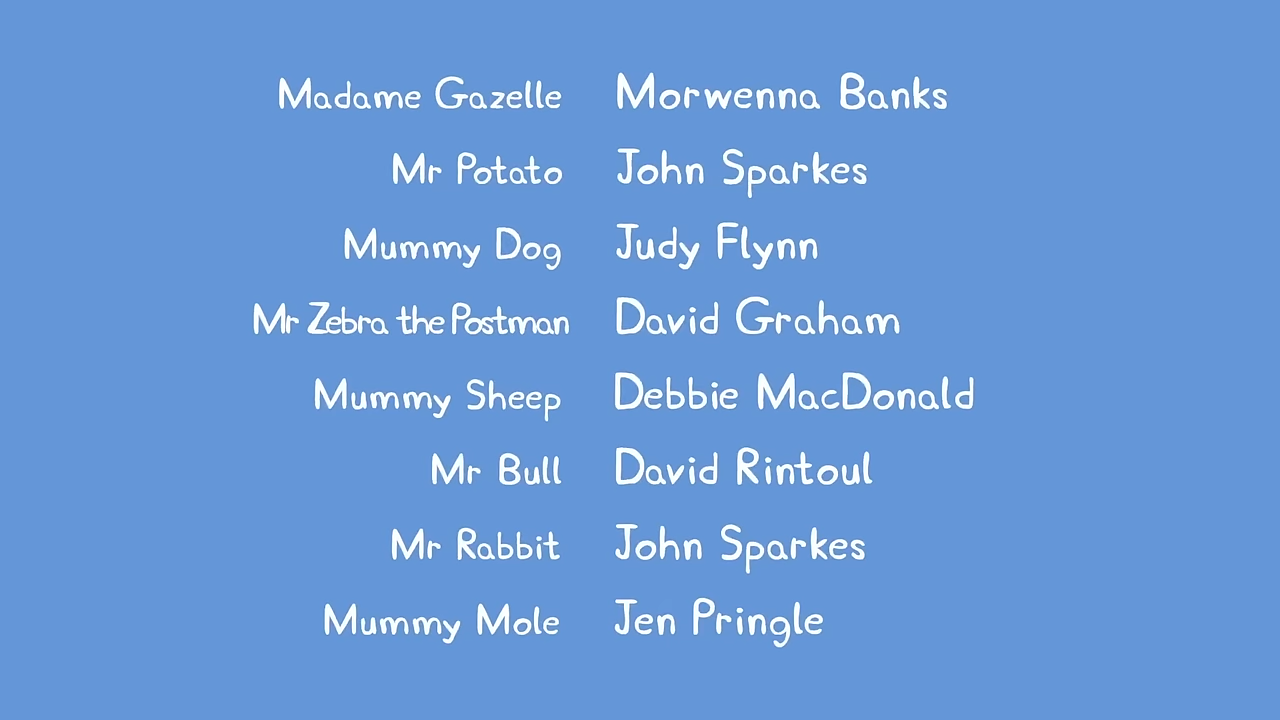 Madame Gazelle Morwenna Banks
Mr Potato John Sparkes
Mummy Dog Judy Flynn
Mr Zebra the Postman David Graham
Mummy Sheep Debbie MacDonald
Mr Bull David Rintoul
Mr Rabbit John Sparkes
Mummy Mole Jen Pringle